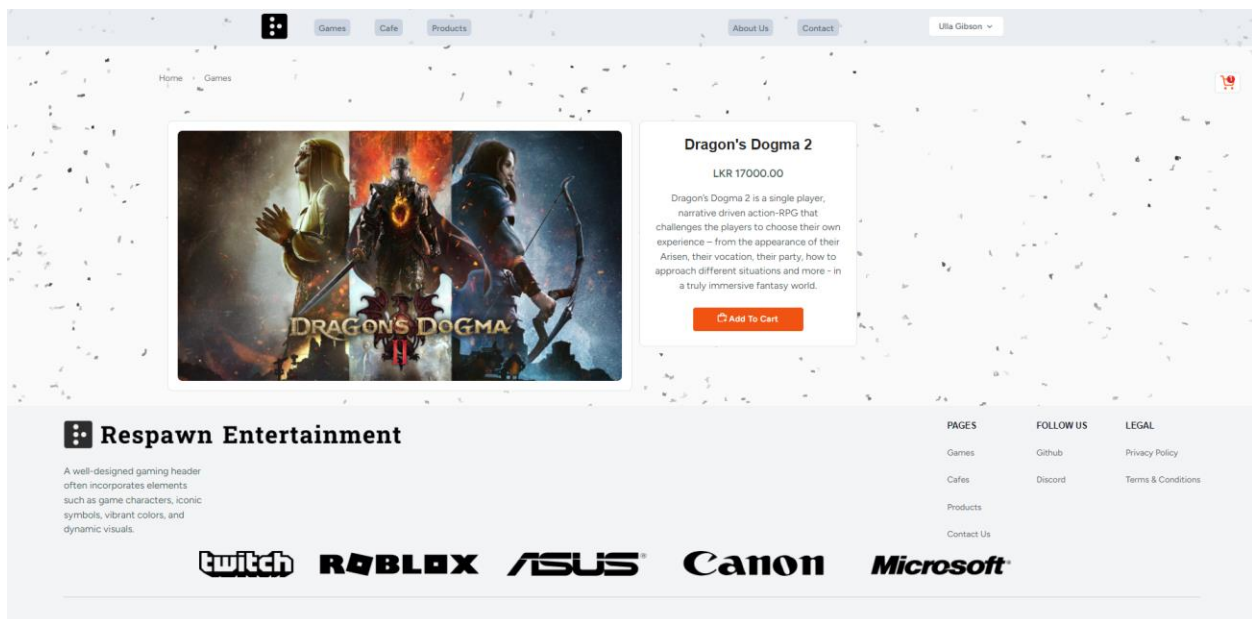 Games Cafe Products About Us Contact Ulla Gibson
Home Games
1
Dragon's Dogma 2
LKR 17000.00
Dragon's Dogma 2 is a single player,
narrative driven action-RPG that
challenges the players to choose their own
experience – from the appearance of their
Arisen, their vocation, their party, how to
approach different situations and more - in
a truly immersive fantasy world.
Add To Cart
DRAGON'S DOGMA
II
Respawn Entertainment
A well-designed gaming header
often incorporates elements
such as game characters, iconic
symbols, vibrant colors, and
dynamic visuals.
PAGES
Games
Cafes
Products
Contact Us
FOLLOW US
Github
Discord
LEGAL
Privacy Policy
Terms & Conditions
twitch ROBLOX ASUS Canon Microsoft